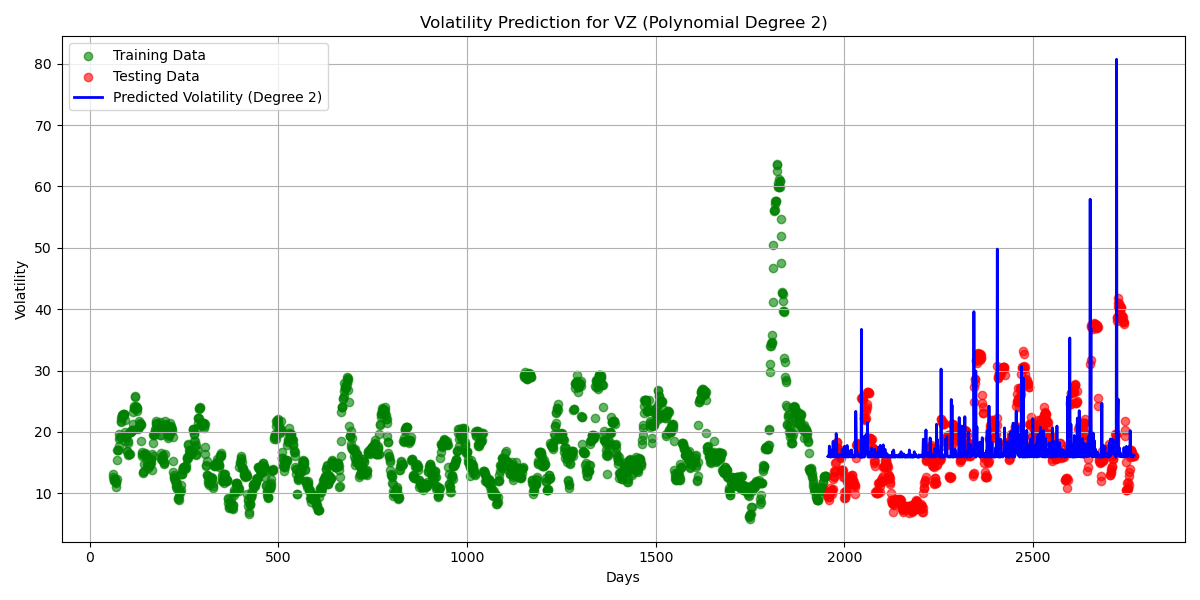 Volatility Prediction for VZ (Polynomial Degree 2)
Training Data
Testing Data
Predicted Volatility (Degree 2)
Volatility
80
70
60
50
40
30
20
10
0
500
1000
1500
2000
2500
Days